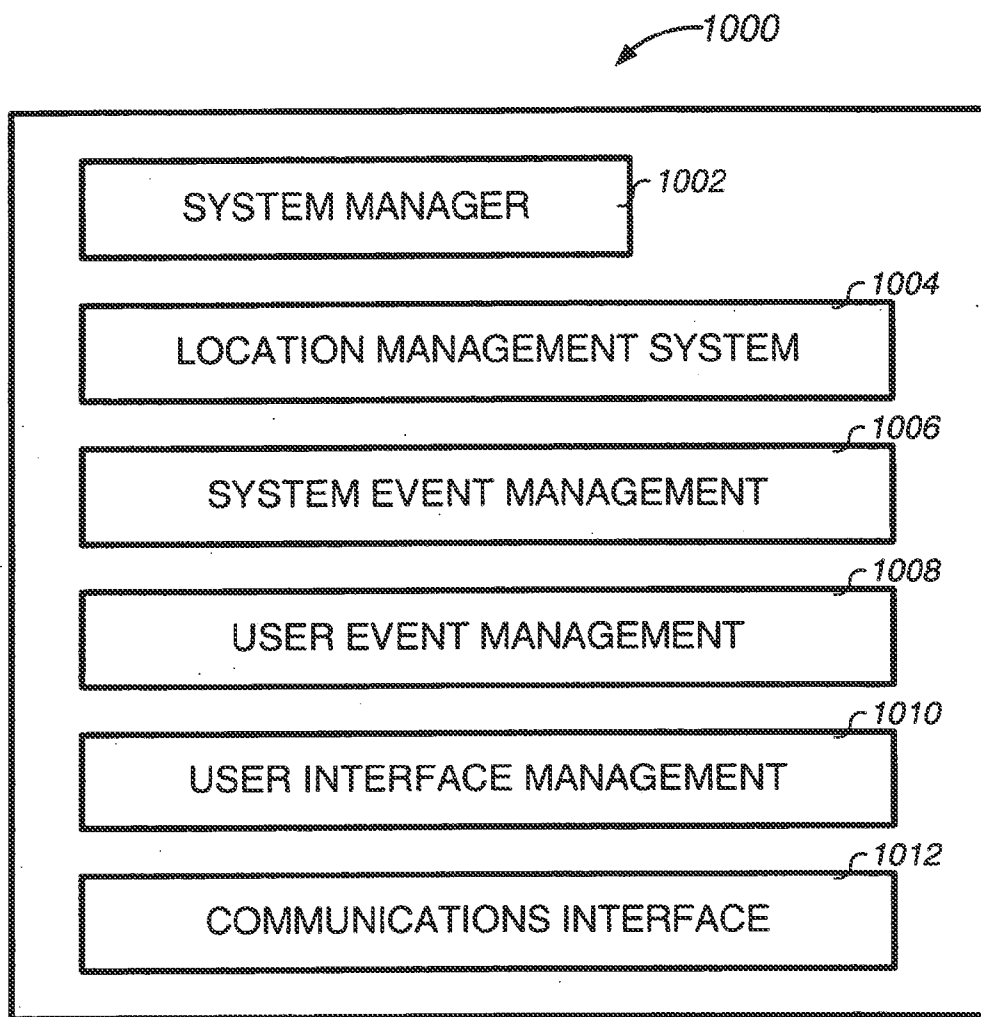 1000
SYSTEM MANAGER
1002
1004
LOCATION MANAGEMENT SYSTEM
1006
SYSTEM EVENT MANAGEMENT
1008
USER EVENT MANAGEMENT
1010
USER INTERFACE MANAGEMENT
1012
COMMUNICATIONS INTERFACE